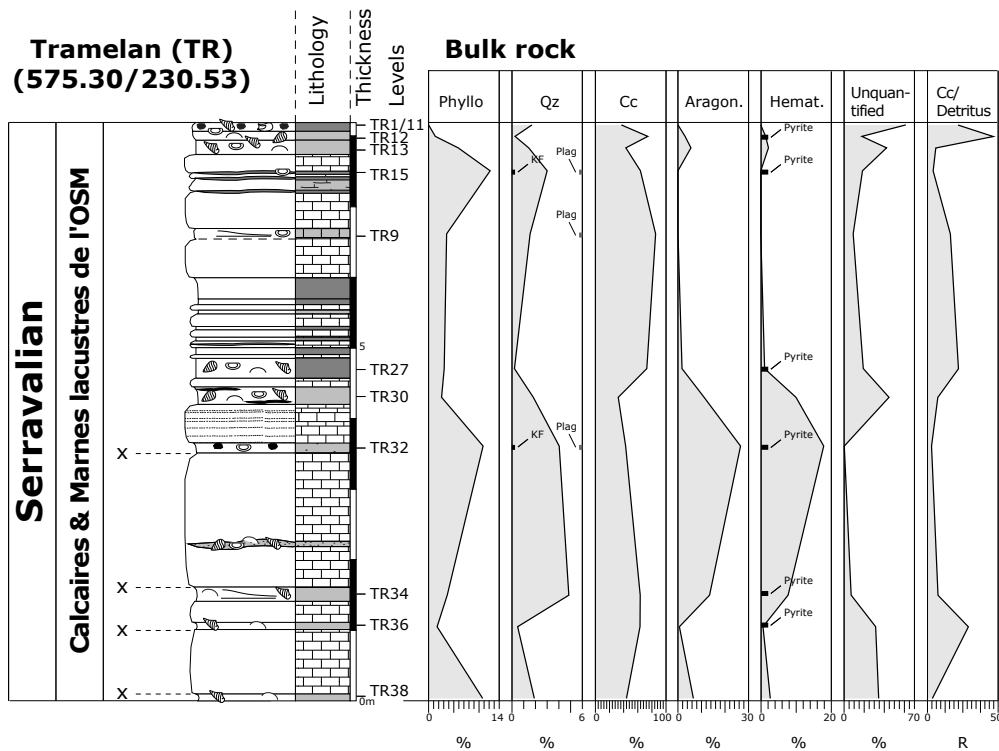 Tramelan (TR)
(575.30/230.53)
Lithology
Thickness
Levels
Bulk rock
Phyllo
Qz
Cc
Aragon.
Hemat.
Unquan-
tified
Cc/
Detritus
Serravalian
Calcaires & Marnes lacustres de l'OSM
TR1/11
TR12
TR13
TR15
TR9
5
TR27
TR30
TR32
TR34
TR36
TR38
0m
X
X
X
X
KF
Plag
Plag
KF
Plag
Pyrite
Pyrite
Pyrite
Pyrite
Pyrite
Pyrite
0 14
0 6
0 100
0 30
0 20
0 70
0 50
% % % % % % R